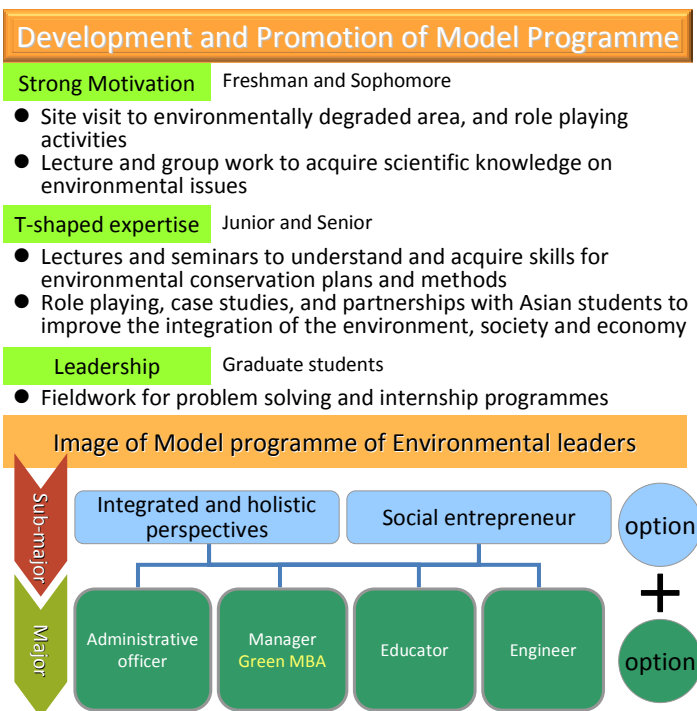 Development and Promotion of Model Programme
Strong Motivation Freshman and Sophomore
● Site visit to environmentally degraded area, and role playing
activities
● Lecture and group work to acquire scientific knowledge on
environmental issues
T-shaped expertise Junior and Senior
● Lectures and seminars to understand and acquire skills for
environmental conservation plans and methods
● Role playing, case studies, and partnerships with Asian students to
improve the integration of the environment, society and economy
Leadership Graduate students
● Fieldwork for problem solving and internship programmes
Image of Model programme of Environmental leaders
Sub-major
Integrated and holistic
perspectives
Social entrepreneur
option
+
Major
Administrative
officer
Manager
Green MBA
Educator
Engineer
option